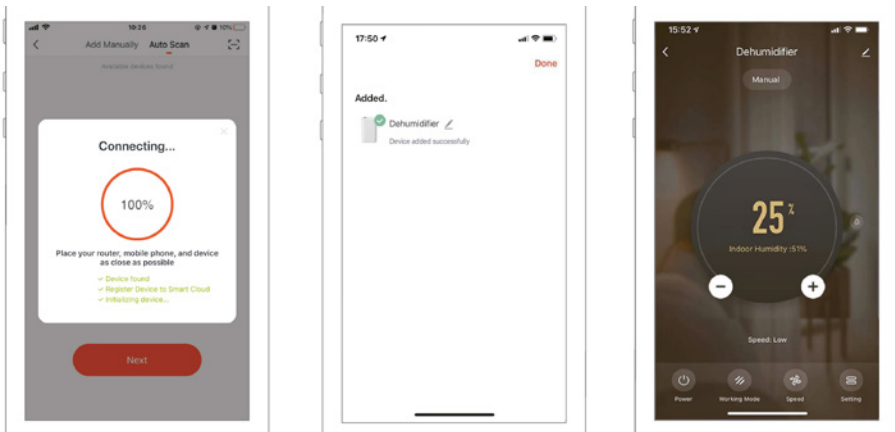 18:26
10%
Add Manually Auto Scan
Available devices found
Connecting...
100%
Place your router, mobile phone, and device
as close as possible
✓ Device found
✓ Register Device to Smart Cloud
✓ Initializing device...
Next
17:50
Done
Added.
Dehumidifier
Device added successfully
15:52
Dehumidifier
Manual
25%
Indoor Humidity :51%
Speed: Low
Power Working Mode Speed Setting